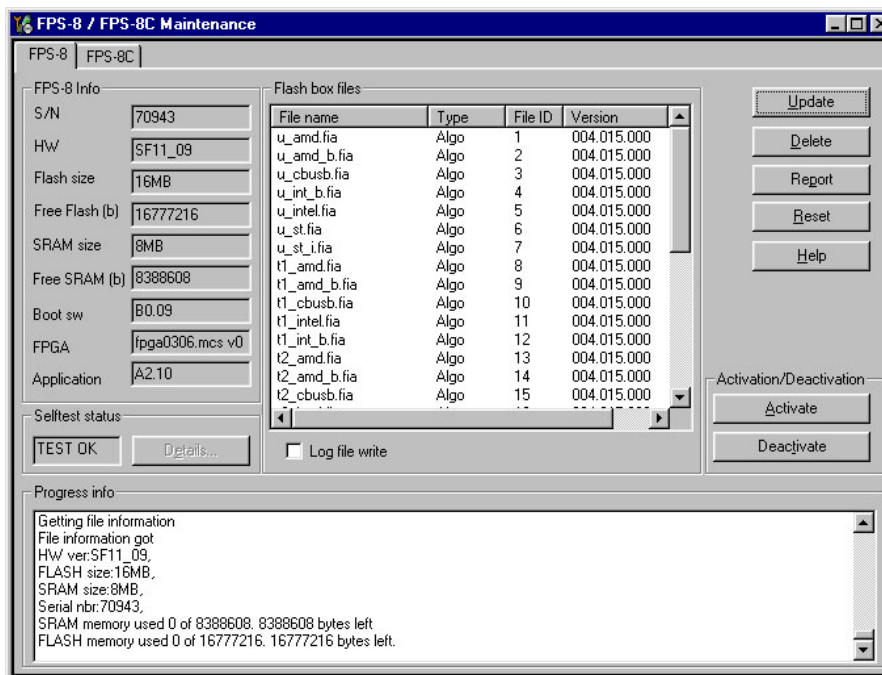 FPS-8 / FPS-8C Maintenance
FPS-8 FPS-8C
FPS-8 Info
S/N 70943
HW SF11_09
Flash size 16MB
Free Flash (b) 16777216
SRAM size 8MB
Free SRAM (b) 8388608
Boot sw B0.09
FPGA fpga0306.mcs v0
Application A2.10
Selftest status
TEST OK Details...
Flash box files
File name Type File ID Version
u_amd.fia Algo 1 004.015.000
u_amd_b.fia Algo 2 004.015.000
u_cbusb.fia Algo 3 004.015.000
u_int_b.fia Algo 4 004.015.000
u_intel.fia Algo 5 004.015.000
u_st.fia Algo 6 004.015.000
u_st_i.fia Algo 7 004.015.000
t1_amd.fia Algo 8 004.015.000
t1_amd_b.fia Algo 9 004.015.000
t1_cbusb.fia Algo 10 004.015.000
t1_intel.fia Algo 11 004.015.000
t1_int_b.fia Algo 12 004.015.000
t2_amd.fia Algo 13 004.015.000
t2_amd_b.fia Algo 14 004.015.000
t2_cbusb.fia Algo 15 004.015.000
Log file write
Update
Delete
Report
Reset
Help
Activation/Deactivation
Activate
Deactivate
Progress info
Getting file information
File information got
HW ver:SF11_09,
FLASH size:16MB,
SRAM size:8MB,
Serial nbr:70943,
SRAM memory used 0 of 8388608. 8388608 bytes left
FLASH memory used 0 of 16777216. 16777216 bytes left.